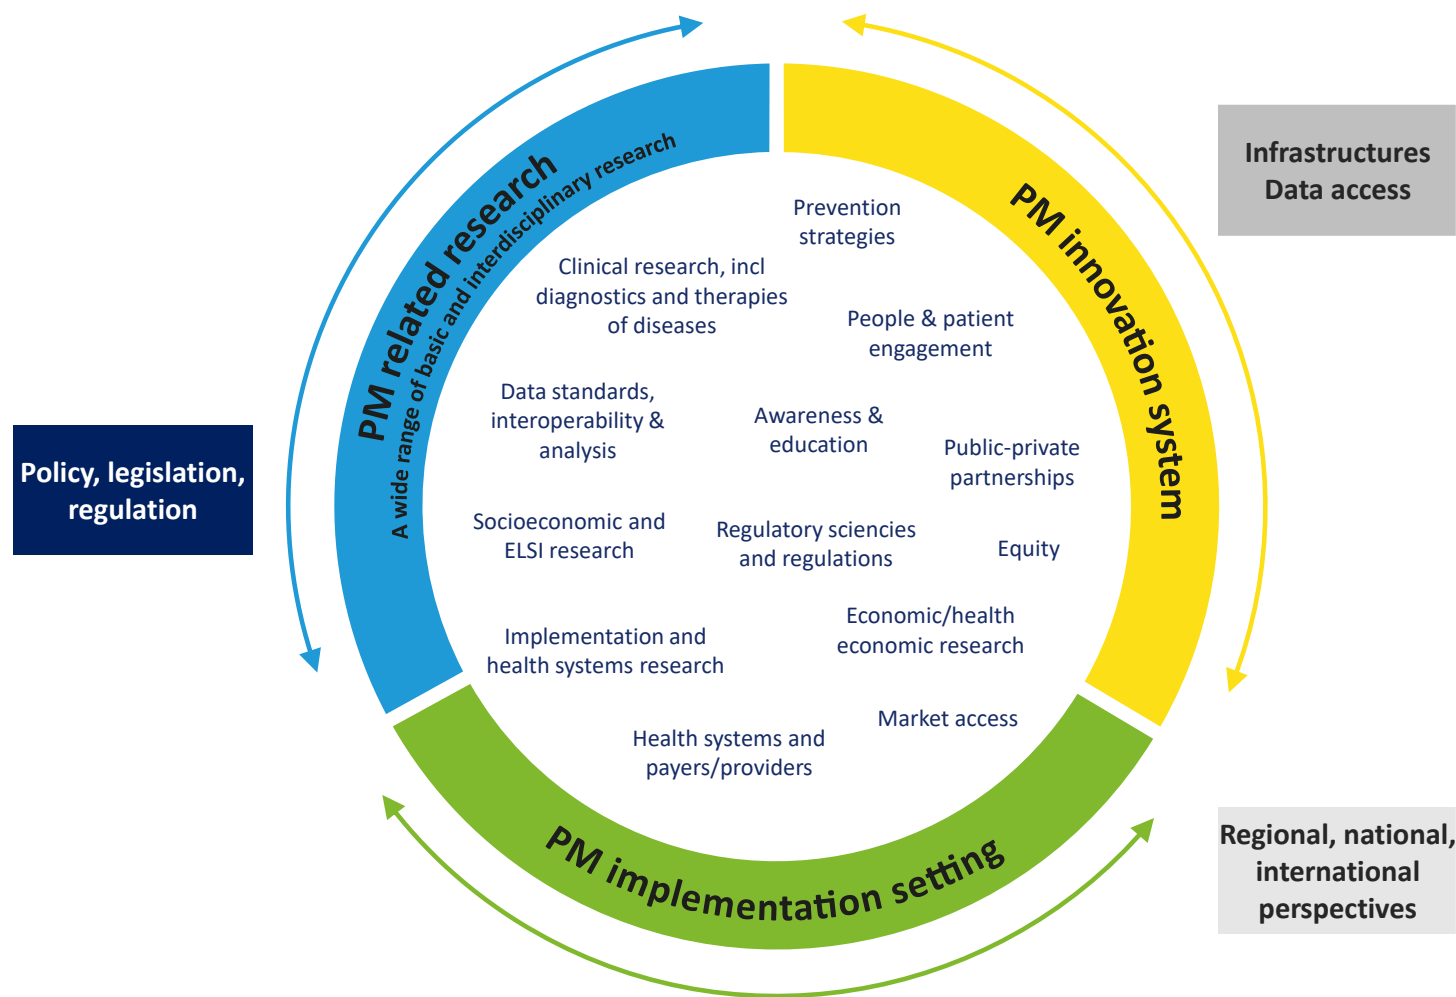 PM related research
A wide range of basic and interdisciplinary research
PM innovation system
PM implementation setting
Infrastructures
Data access
Policy, legislation,
regulation
Regional, national,
international
perspectives
Prevention
strategies
Clinical research, incl
diagnostics and therapies
of diseases
People & patient
engagement
Data standards,
interoperability &
analysis
Awareness &
education
Public-private
partnerships
Socioeconomic and
ELSI research
Regulatory sciencies
and regulations
Equity
Economic/health
economic research
Implementation and
health systems research
Market access
Health systems and
payers/providers